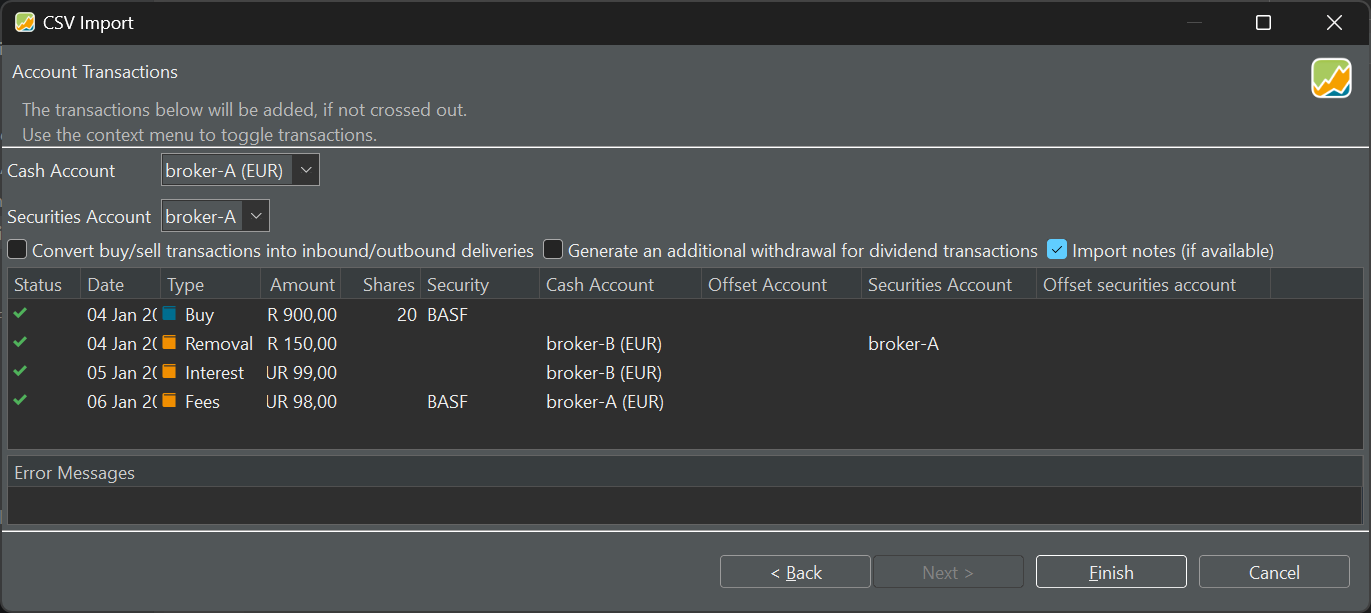 CSV Import
Account Transactions
The transactions below will be added, if not crossed out.
Use the context menu to toggle transactions.
Cash Account broker-A (EUR)
Securities Account broker-A
Convert buy/sell transactions into inbound/outbound deliveries Generate an additional withdrawal for dividend transactions Import notes (if available)
Status Date Type Amount Shares Security Cash Account Offset Account Securities Account Offset securities account
04 Jan 20 Buy R 900,00 20 BASF
04 Jan 20 Removal R 150,00 broker-B (EUR) broker-A
05 Jan 20 Interest UR 99,00 broker-B (EUR)
06 Jan 20 Fees UR 98,00 BASF broker-A (EUR)
Error Messages
< Back Next > Finish Cancel